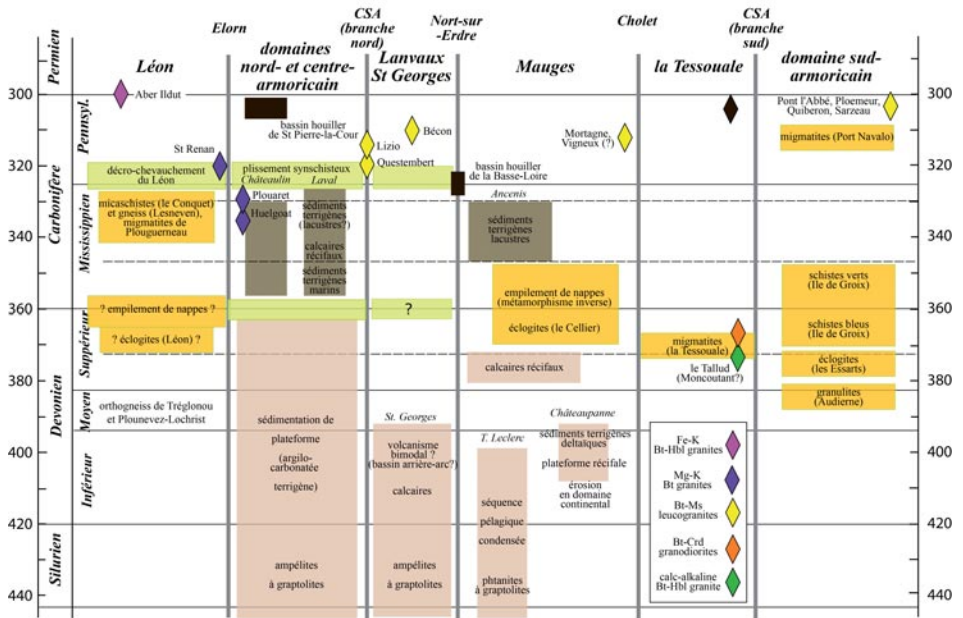 Elorn
CSA
(branche
nord)
Nort-sur
-Erdre
Cholet
CSA
(branche
sud)
Permien
Léon
domaines
nord- et centre-
armoricain
Lanvaux
St Georges
Mauges
la Tessouale
domaine sud-
armoricain
300
320
340
360
380
400
420
440
300
320
340
360
380
400
420
440
Carbonifère
Pennsyl.
Mississippien
Dévonien
Supérieur
Moyen
Inférieur
Silurien
Aber Ildut
St Renan
décro-chevauchement
du Léon
micaschistes (le Conquet)
et gneiss (Lesneven),
migmatites de
Plouguerneau
? empilement de nappes ?
? éclogites (Léon) ?
orthogneiss de Tréglonou
et Plounevez-Lochrist
bassin houiller
de St Pierre-la-Cour
plissement synschisteux
Châteaulin
Laval
Plouaret
Huelgoat
sédiments
terrigènes
(lacustres?)
calcaires
récifaux
sédiments
terrigènes
marins
sédimentation de
plateforme
(argilo-
carbonatée
terrigène)
ampélites
à graptolites
Bécon
Lizio
Questembert
?
St. Georges
volcanisme
bimodal ?
(bassin arrière-arc?)
calcaires
ampélites
à graptolites
bassin houiller
de la Basse-Loire
Mortagne,
Vigneux (?)
Ancenis
sédiments
terrigènes
lacustres
empilement de nappes
(métamorphisme inverse)
éclogites (le Cellier)
calcaires récifaux
T. Leclerc
séquence
pélagique
condensée
phtanites
à graptolites
Châteaupanne
sédiments terrigènes
deltaïques
plateforme récifale
érosion
en domaine
continental
migmatites
(la Tessouale)
le Tallud
(Moncoutant?)
Fe-K
Bt-Hbl granites
Mg-K
Bt granites
Bt-Ms
leucogranites
Bt-Crd
granodiorites
calc-alkaline
Bt-Hbl granite
Pont l'Abbé, Ploemeur,
Quiberon, Sarzeau
migmatites (Port Navalo)
schistes verts
(Ile de Groix)
schistes bleus
(Ile de Groix)
éclogites
(les Essarts)
granulites
(Audierne)